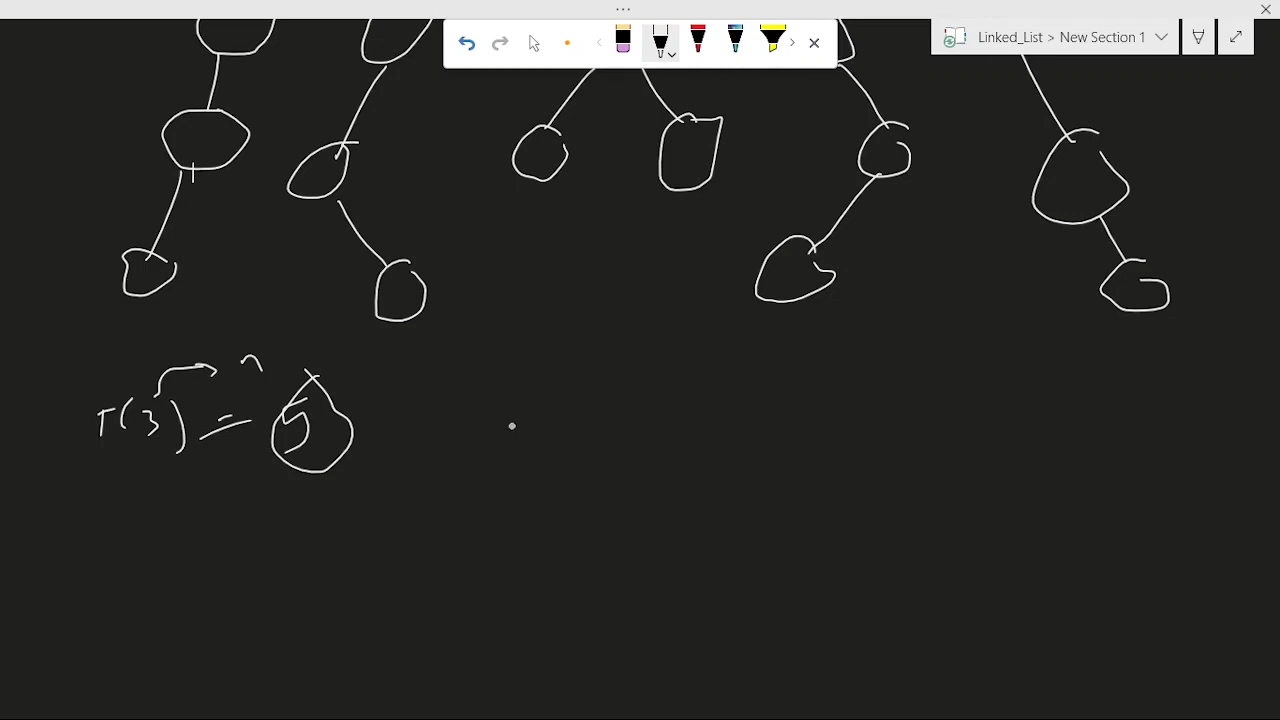 Linked_List > New Section 1
n
T(3) = 5